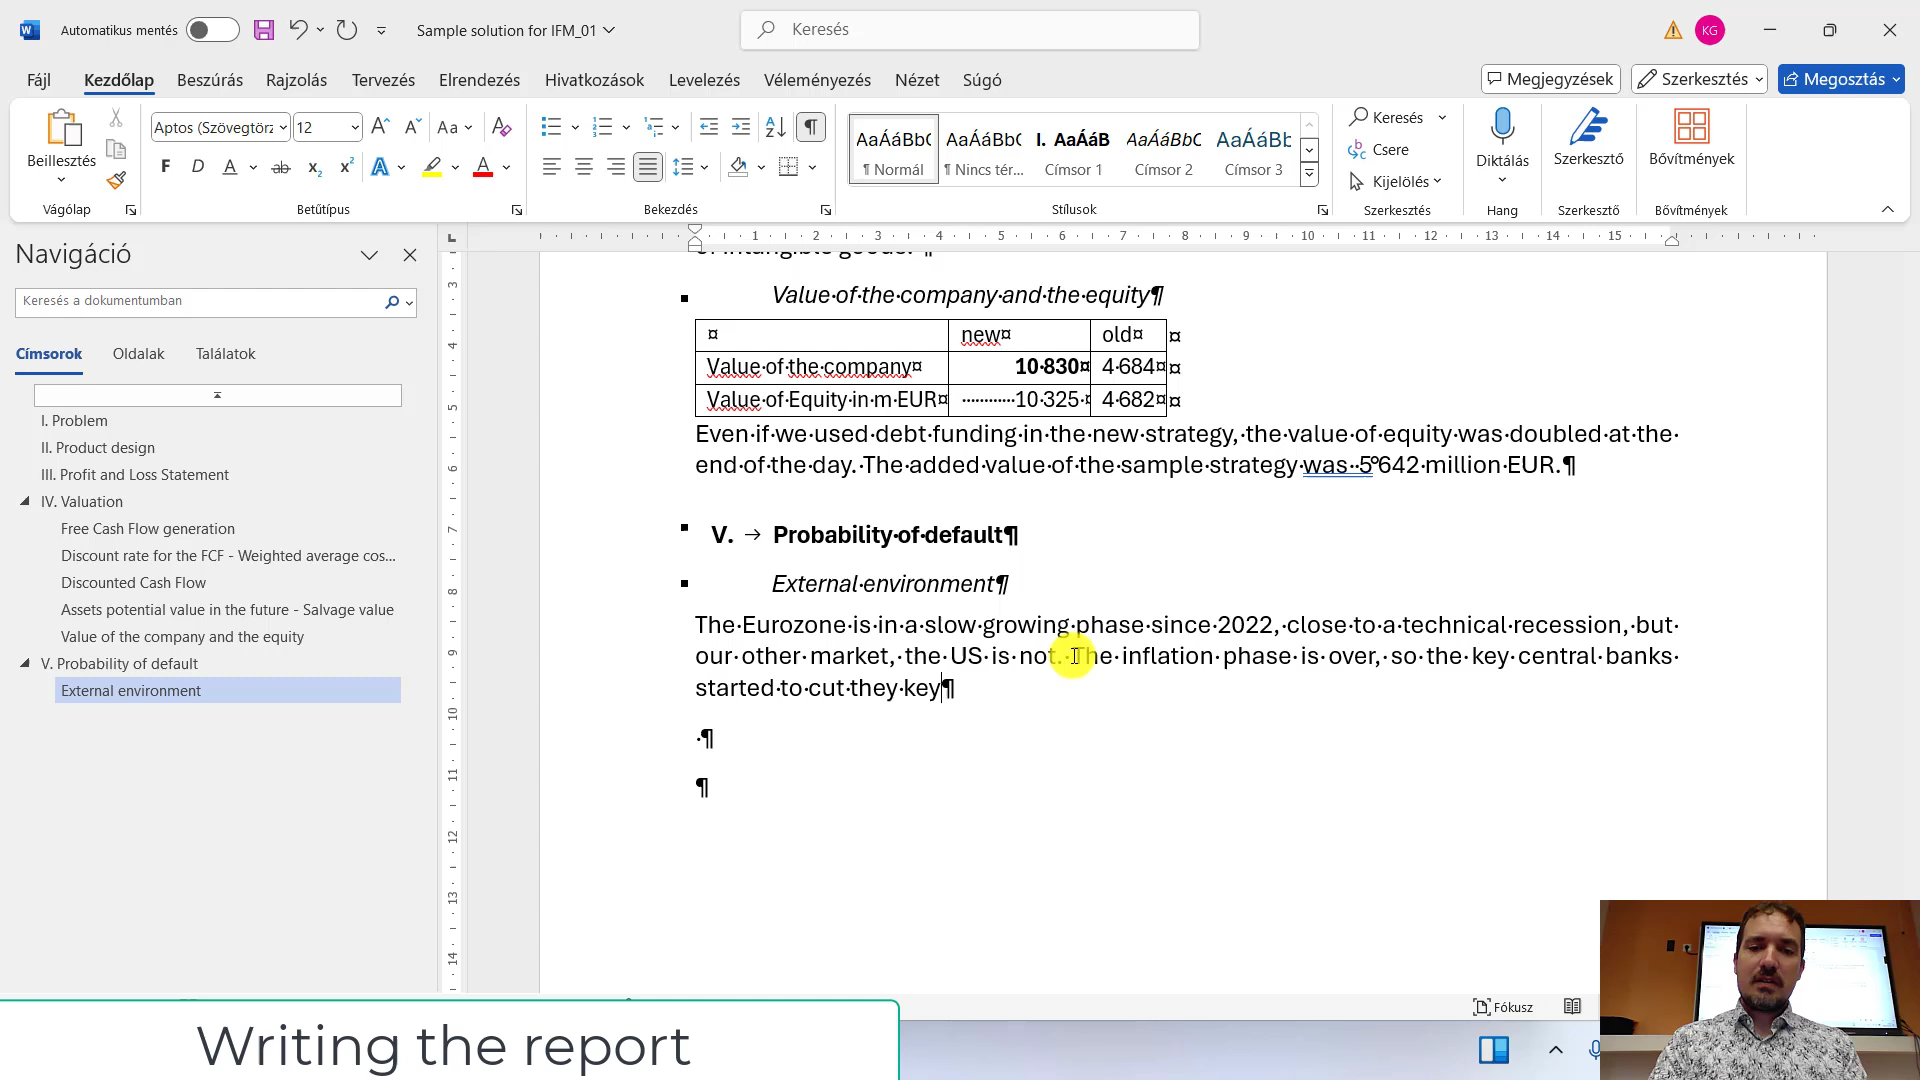 Automatikus mentés
Sample solution for IFM_01
Keresés
KG
Fájl
Kezdőlap
Beszúrás
Rajzolás
Tervezés
Elrendezés
Hivatkozások
Levelezés
Véleményezés
Nézet
Súgó
Megjegyzések
Szerkesztés
Megosztás
Beillesztés
Vágólap
Aptos (Szövegtörz
12
Betűtípus
Bekezdés
AaÁáBb(
¶ Normál
AaÁáBb(
¶ Nincs tér...
I. AaÁáB
Címsor 1
AaÁáBbC
Címsor 2
AaÁáBb
Címsor 3
Stílusok
Keresés
Csere
Kijelölés
Szerkesztés
Diktálás
Hang
Szerkesztő
Szerkesztő
Bővítmények
Bővítmények
Navigáció
Keresés a dokumentumban
Címsorok
Oldalak
Találatok
I. Problem
II. Product design
III. Profit and Loss Statement
IV. Valuation
Free Cash Flow generation
Discount rate for the FCF - Weighted average cos...
Discounted Cash Flow
Assets potential value in the future - Salvage value
Value of the company and the equity
V. Probability of default
External environment
of intangible goods. ¶
Value·of·the·company·and·the·equity¶
¤ new¤ old¤ ¤
Value·of·the·company¤ 10·830¤ 4·684¤ ¤
Value·of·Equity·in·m·EUR¤ ············10·325·¤ 4·682¤ ¤
Even·if·we·used·debt·funding·in·the·new·strategy,·the·value·of·equity·was·doubled·at·the·
end·of·the·day.·The·added·value·of·the·sample·strategy·was··5°642·million·EUR.¶
V. → Probability·of·default¶
External·environment¶
The·Eurozone·is·in·a·slow·growing·phase·since·2022,·close·to·a·technical·recession,·but·
our·other·market,·the·US·is·not.·The·inflation·phase·is·over,·so·the·key·central·banks·
started·to·cut·they·key¶
·¶
¶
Fókusz
Writing the report